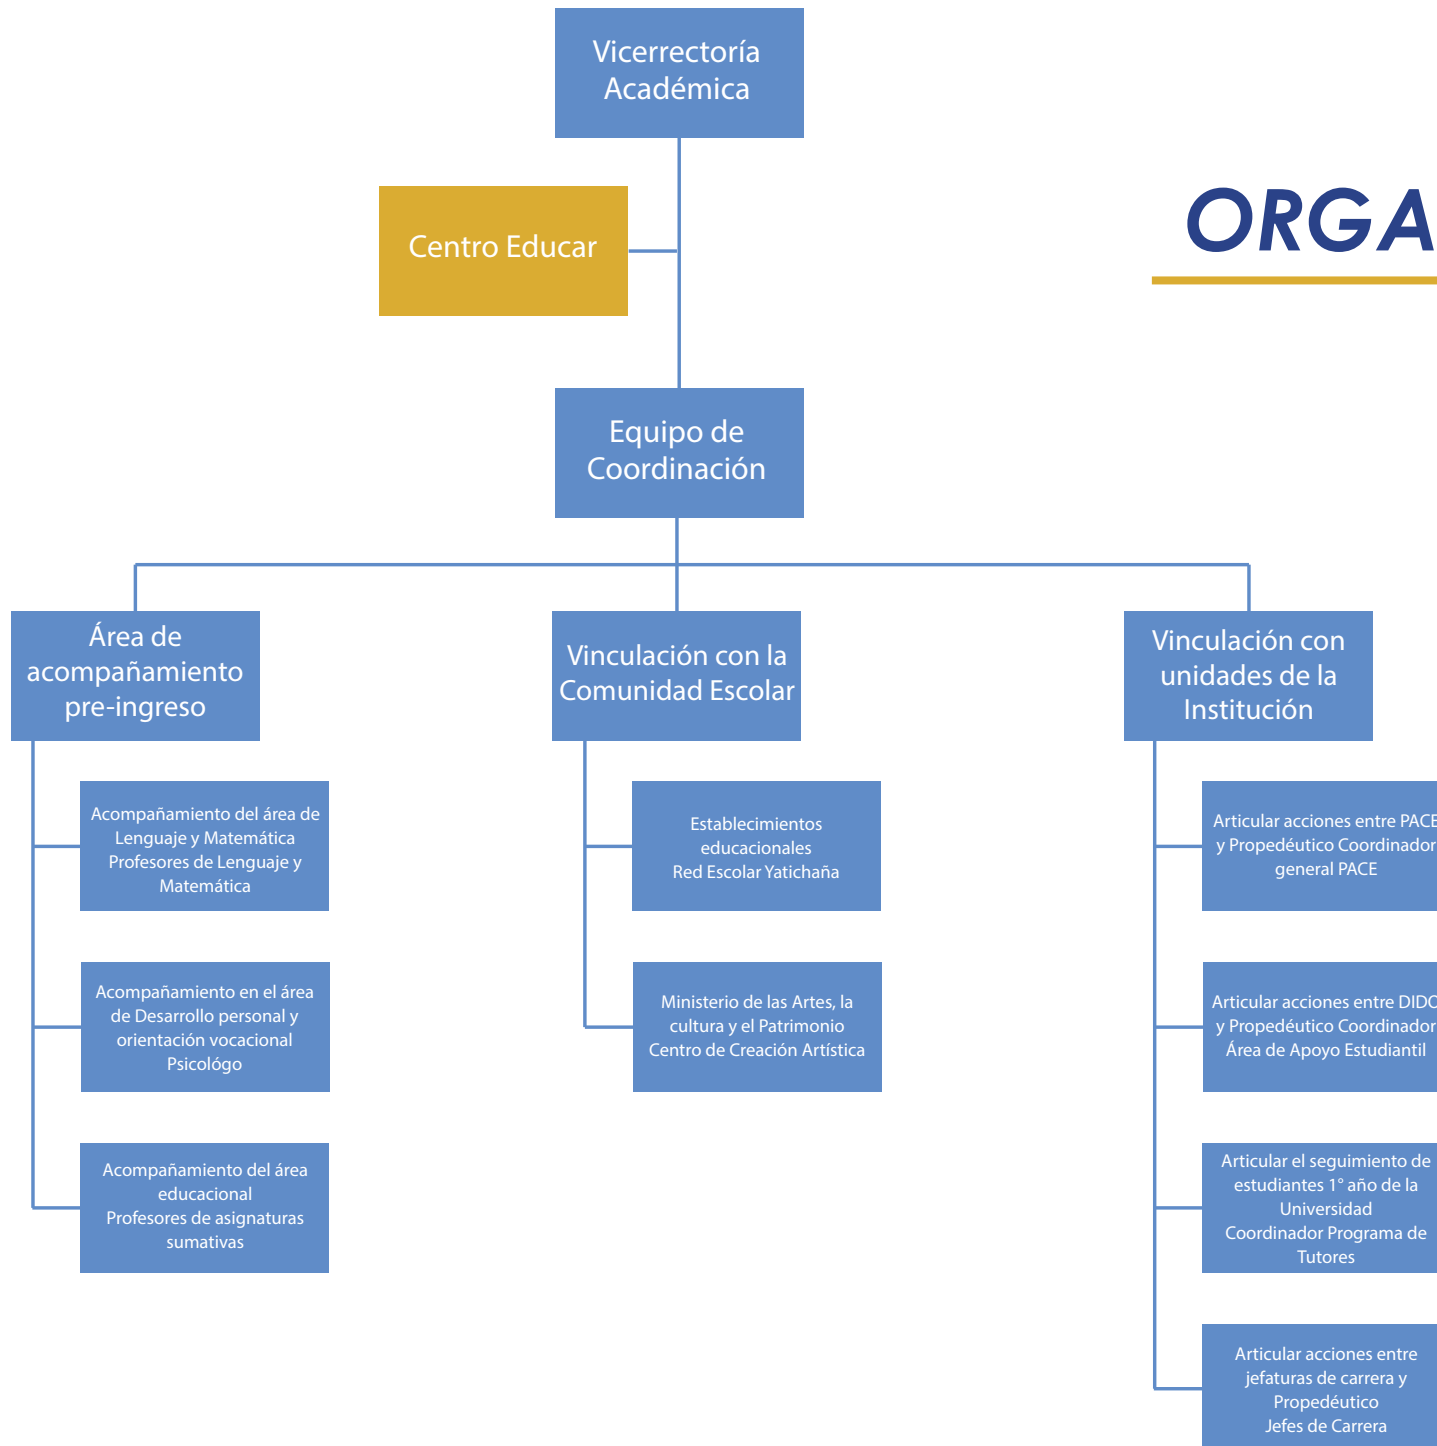 Vicerrectoría
Académica
ORGA
Centro Educar
Equipo de
Coordinación
Área de
acompañamiento
pre-ingreso
Vinculación con la
Comunidad Escolar
Vinculación con
unidades de la
Institución
Acompañamiento del área de
Lenguaje y Matemática
Profesores de Lenguaje y
Matemática
Acompañamiento en el área
de Desarrollo personal y
orientación vocacional
Psicológo
Acompañamiento del área
educacional
Profesores de asignaturas
sumativas
Establecimientos
educacionales
Red Escolar Yatichaña
Ministerio de las Artes, la
cultura y el Patrimonio
Centro de Creación Artística
Articular acciones entre PACE
y Propedéutico Coordinador
general PACE
Articular acciones entre DIDO
y Propedéutico Coordinador
Área de Apoyo Estudiantil
Articular el seguimiento de
estudiantes 1° año de la
Universidad
Coordinador Programa de
Tutores
Articular acciones entre
jefaturas de carrera y
Propedéutico
Jefes de Carrera